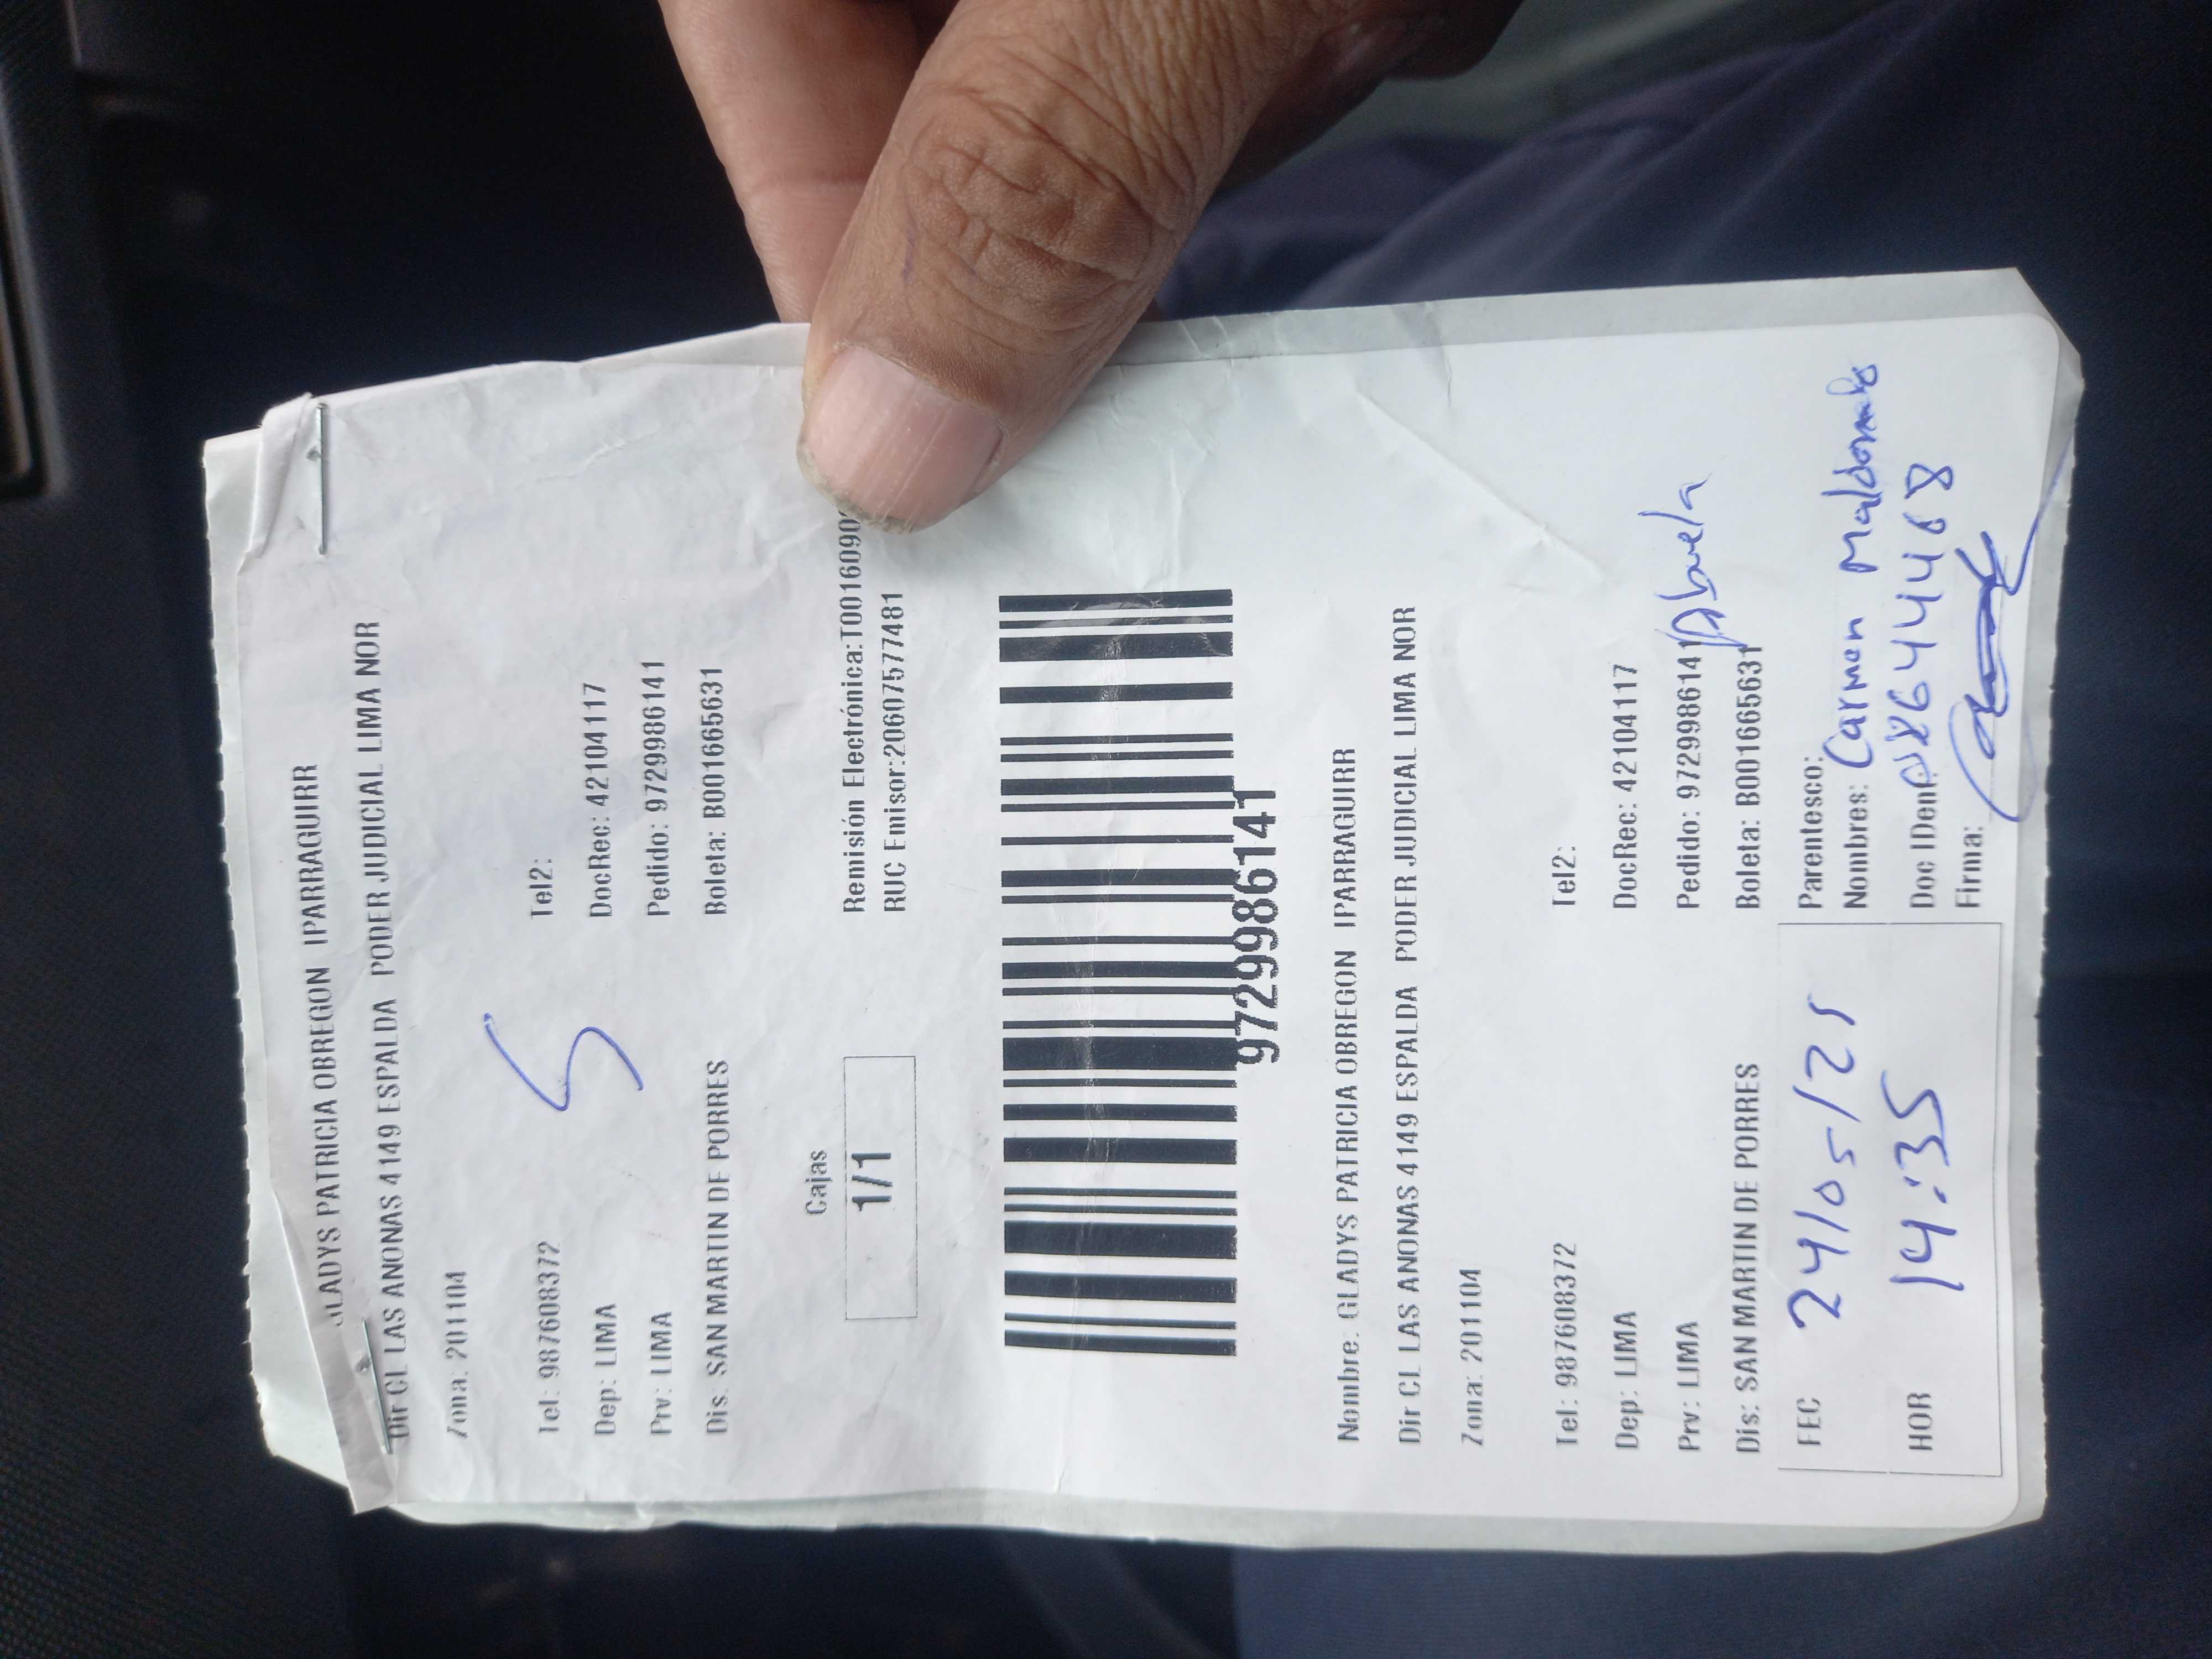 GLADYS PATRICIA OBREGON IPARRAGUIRR
Dir CL LAS ANONAS 4149 ESPALDA PODER JUDICIAL LIMA NOR
Zona: 201104
Tel: 987608372 Tel2:
Dep: LIMA DocRec: 42104117
Prv: LIMA Pedido: 9729986141
Dis: SAN MARTIN DE PORRES Boleta: B001665631
5
Cajas
1/1
Remisión Electrónica:T0016090
RUC Emisor:20607577481
9729986141
Nombre: GLADYS PATRICIA OBREGON IPARRAGUIRR
Dir CL LAS ANONAS 4149 ESPALDA PODER JUDICIAL LIMA NOR
Zona: 201104
Tel: 987608372 Tel2:
Dep: LIMA DocRec: 42104117
Prv: LIMA Pedido: 9729986141
Dis: SAN MARTIN DE PORRES Boleta: B001665631
FEC 24/05/25
HOR 14:35
Parentesco: Abuela
Nombres: Carmen Maldonado
Doc IDen: 08644468
Firma: